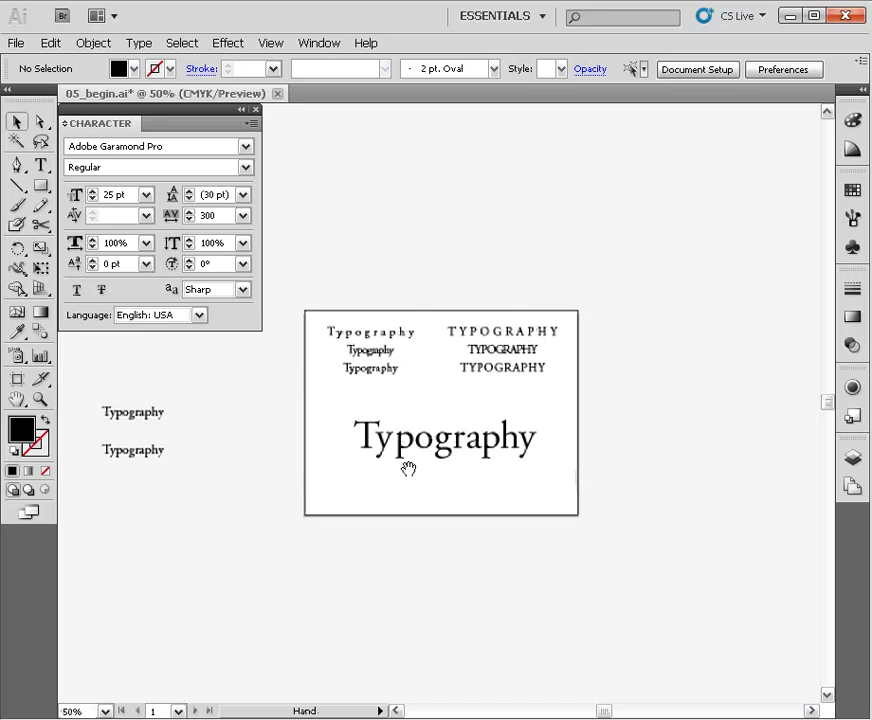 Ai Br ESSENTIALS CS Live
File Edit Object Type Select Effect View Window Help
No Selection Stroke: 2 pt. Oval Style: Opacity Document Setup Preferences
05_begin.ai* @ 50% (CMYK/Preview)
CHARACTER
Adobe Garamond Pro
Regular
25 pt (30 pt)
300
100% 100%
0 pt 0°
Sharp
Language: English: USA
Typography TYPOGRAPHY
Typography TYPOGRAPHY
Typography TYPOGRAPHY
Typography
Typography
Typography
50% 1 Hand